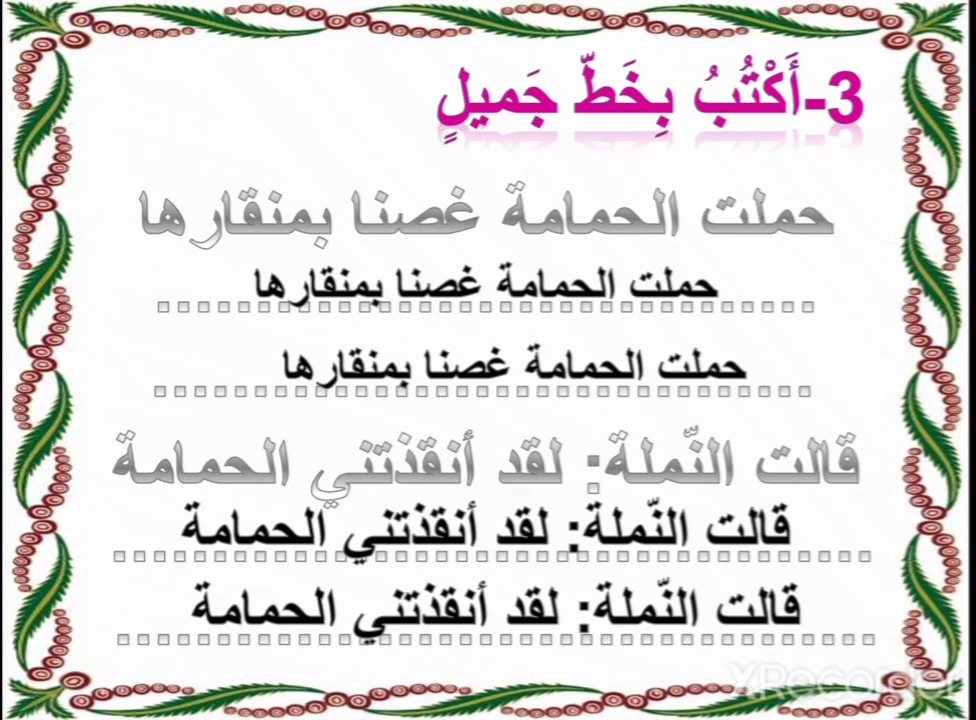 3-أَكْتُبُ بِخَطّ جَميلٍ
حملت الحمامة غصنا بمنقارها
حملت الحمامة غصنا بمنقارها
حملت الحمامة غصنا بمنقارها
قالت النّملة: لقد أنقذتني الحمامة
قالت النّملة: لقد أنقذتني الحمامة
قالت النّملة: لقد أنقذتني الحمامة
XRecorder